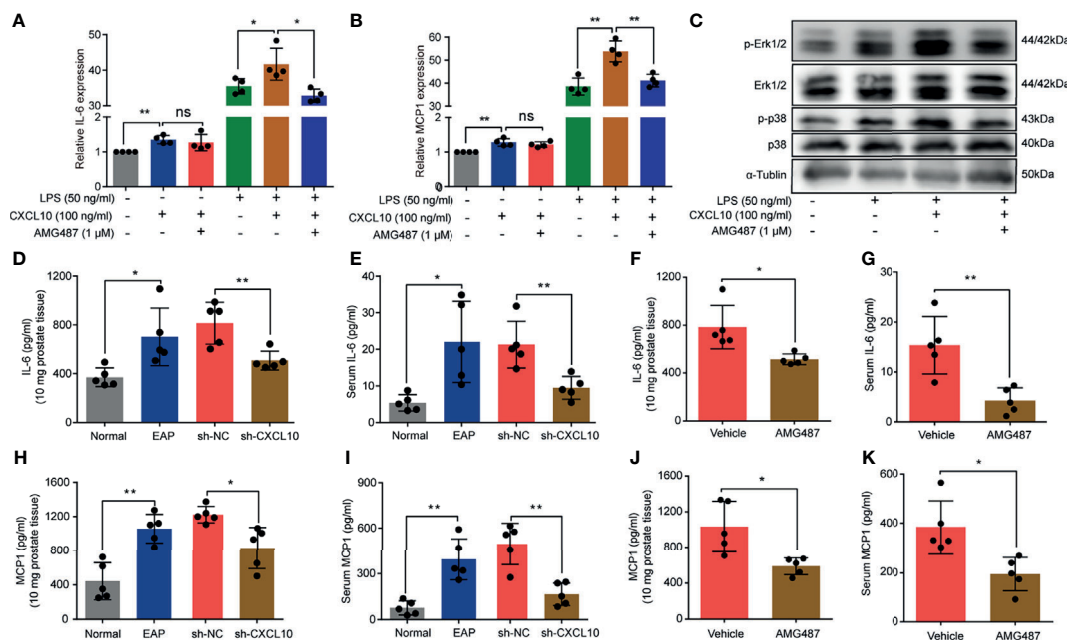 A
Relative IL-6 expression
50
40
30
20
2
1
0
* *
** ns
LPS (50 ng/ml) - - - + + +
CXCL10 (100 ng/ml) - + + - + +
AMG487 (1 μM) - - + - - +
B
Relative MCP1 expression
70
50
30
10
2
1
0
** **
** ns
LPS (50 ng/ml) - - - + + +
CXCL10 (100 ng/ml) - + + - + +
AMG487 (1 μM) - - + - - +
C
p-Erk1/2 44/42kDa
Erk1/2 44/42kDa
p-p38 43kDa
p38 40kDa
α-Tublin 50kDa
LPS (50 ng/ml) - + + +
CXCL10 (100 ng/ml) - - + +
AMG487 (1 μM) - - - +
D
IL-6 (pg/ml)
(10 mg prostate tissue)
1200
800
400
0
* **
Normal EAP sh-NC sh-CXCL10
E
Serum IL-6 (pg/ml)
40
30
20
10
0
* **
Normal EAP sh-NC sh-CXCL10
F
IL-6 (pg/ml)
(10 mg prostate tissue)
1200
900
600
300
0
*
Vehicle AMG487
G
Serum IL-6 (pg/ml)
30
20
10
0
**
Vehicle AMG487
H
MCP1 (pg/ml)
(10 mg prostate tissue)
1600
1200
800
400
0
** *
Normal EAP sh-NC sh-CXCL10
I
Serum MCP1 (pg/ml)
900
600
300
0
** **
Normal EAP sh-NC sh-CXCL10
J
MCP1 (pg/ml)
(10 mg prostate tissue)
1600
1200
800
400
0
*
Vehicle AMG487
K
Serum MCP1 (pg/ml)
600
400
200
0
*
Vehicle AMG487